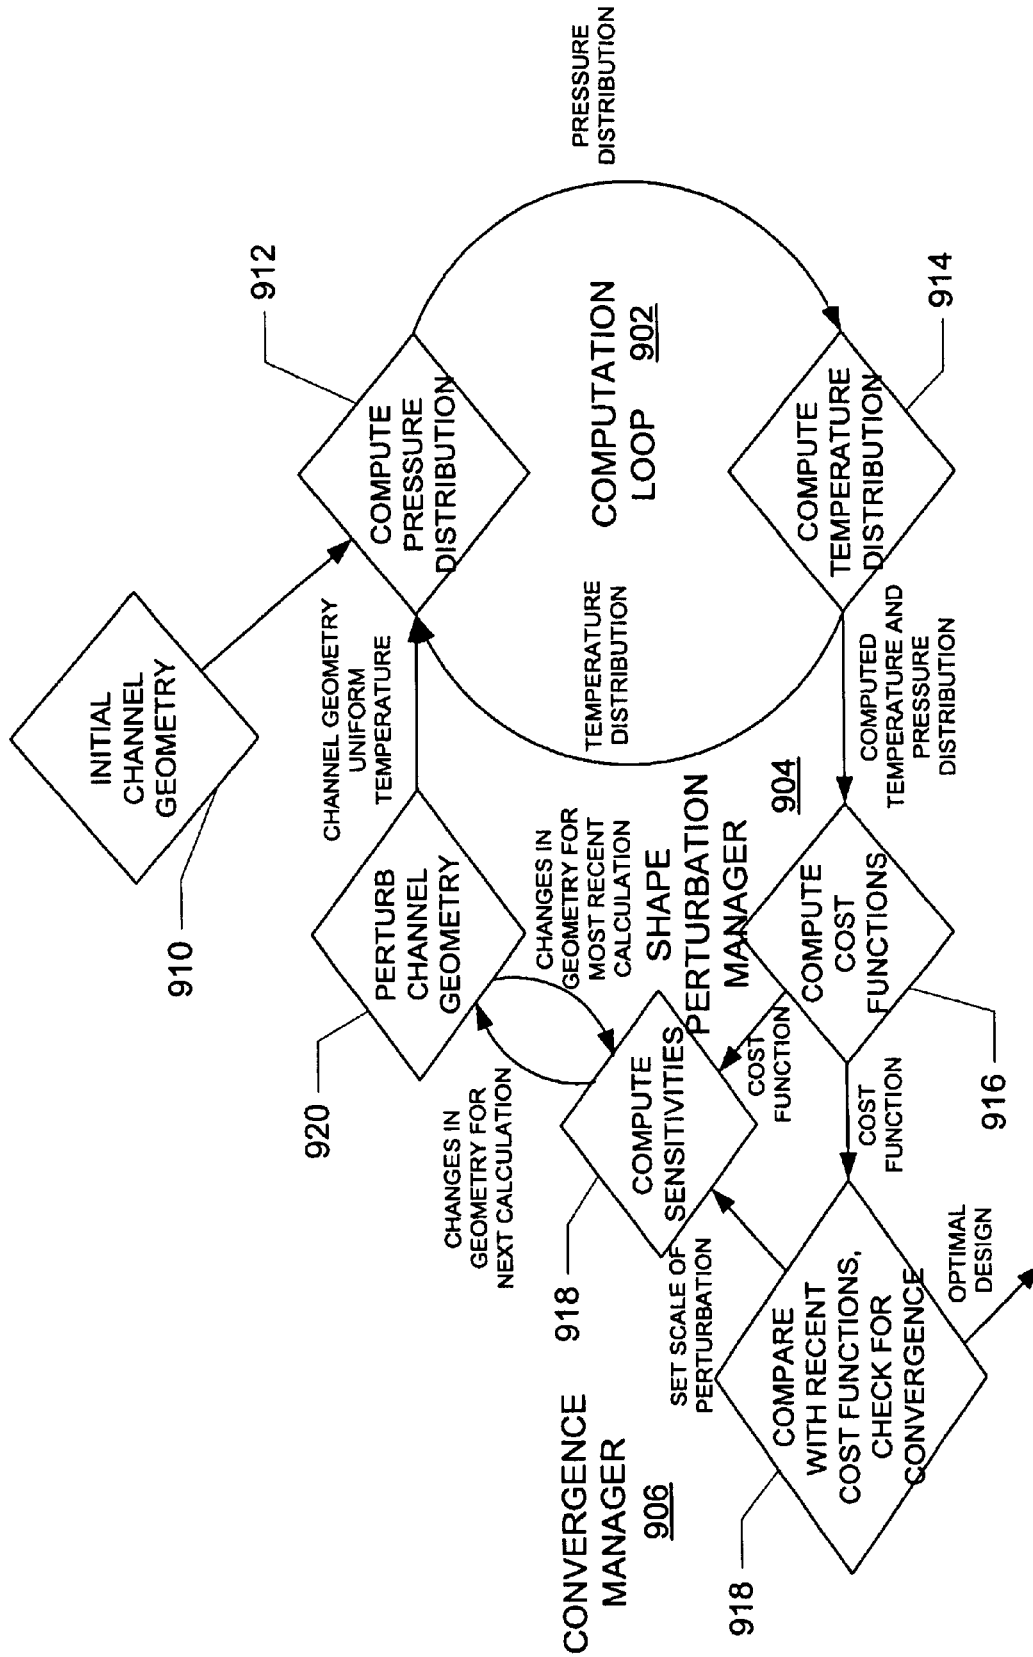 INITIAL
CHANNEL
GEOMETRY
910
COMPUTE
PRESSURE
DISTRIBUTION
912
PRESSURE
DISTRIBUTION
COMPUTATION
LOOP 902
COMPUTE
TEMPERATURE
DISTRIBUTION
914
TEMPERATURE
DISTRIBUTION
CHANNEL GEOMETRY
UNIFORM
TEMPERATURE
PERTURB
CHANNEL
GEOMETRY
920
CHANGES IN
GEOMETRY FOR
MOST RECENT
CALCULATION
CHANGES IN
GEOMETRY FOR
NEXT CALCULATION
SHAPE
PERTURBATION
MANAGER
904
COMPUTED
TEMPERATURE AND
PRESSURE
DISTRIBUTION
COMPUTE
COST
FUNCTIONS
916
COST
FUNCTION
COST
FUNCTION
COMPUTE
SENSITIVITIES
918
SET SCALE OF
PERTURBATION
CONVERGENCE
MANAGER
906
COMPARE
WITH RECENT
COST FUNCTIONS,
CHECK FOR
CONVERGENCE
918
OPTIMAL
DESIGN